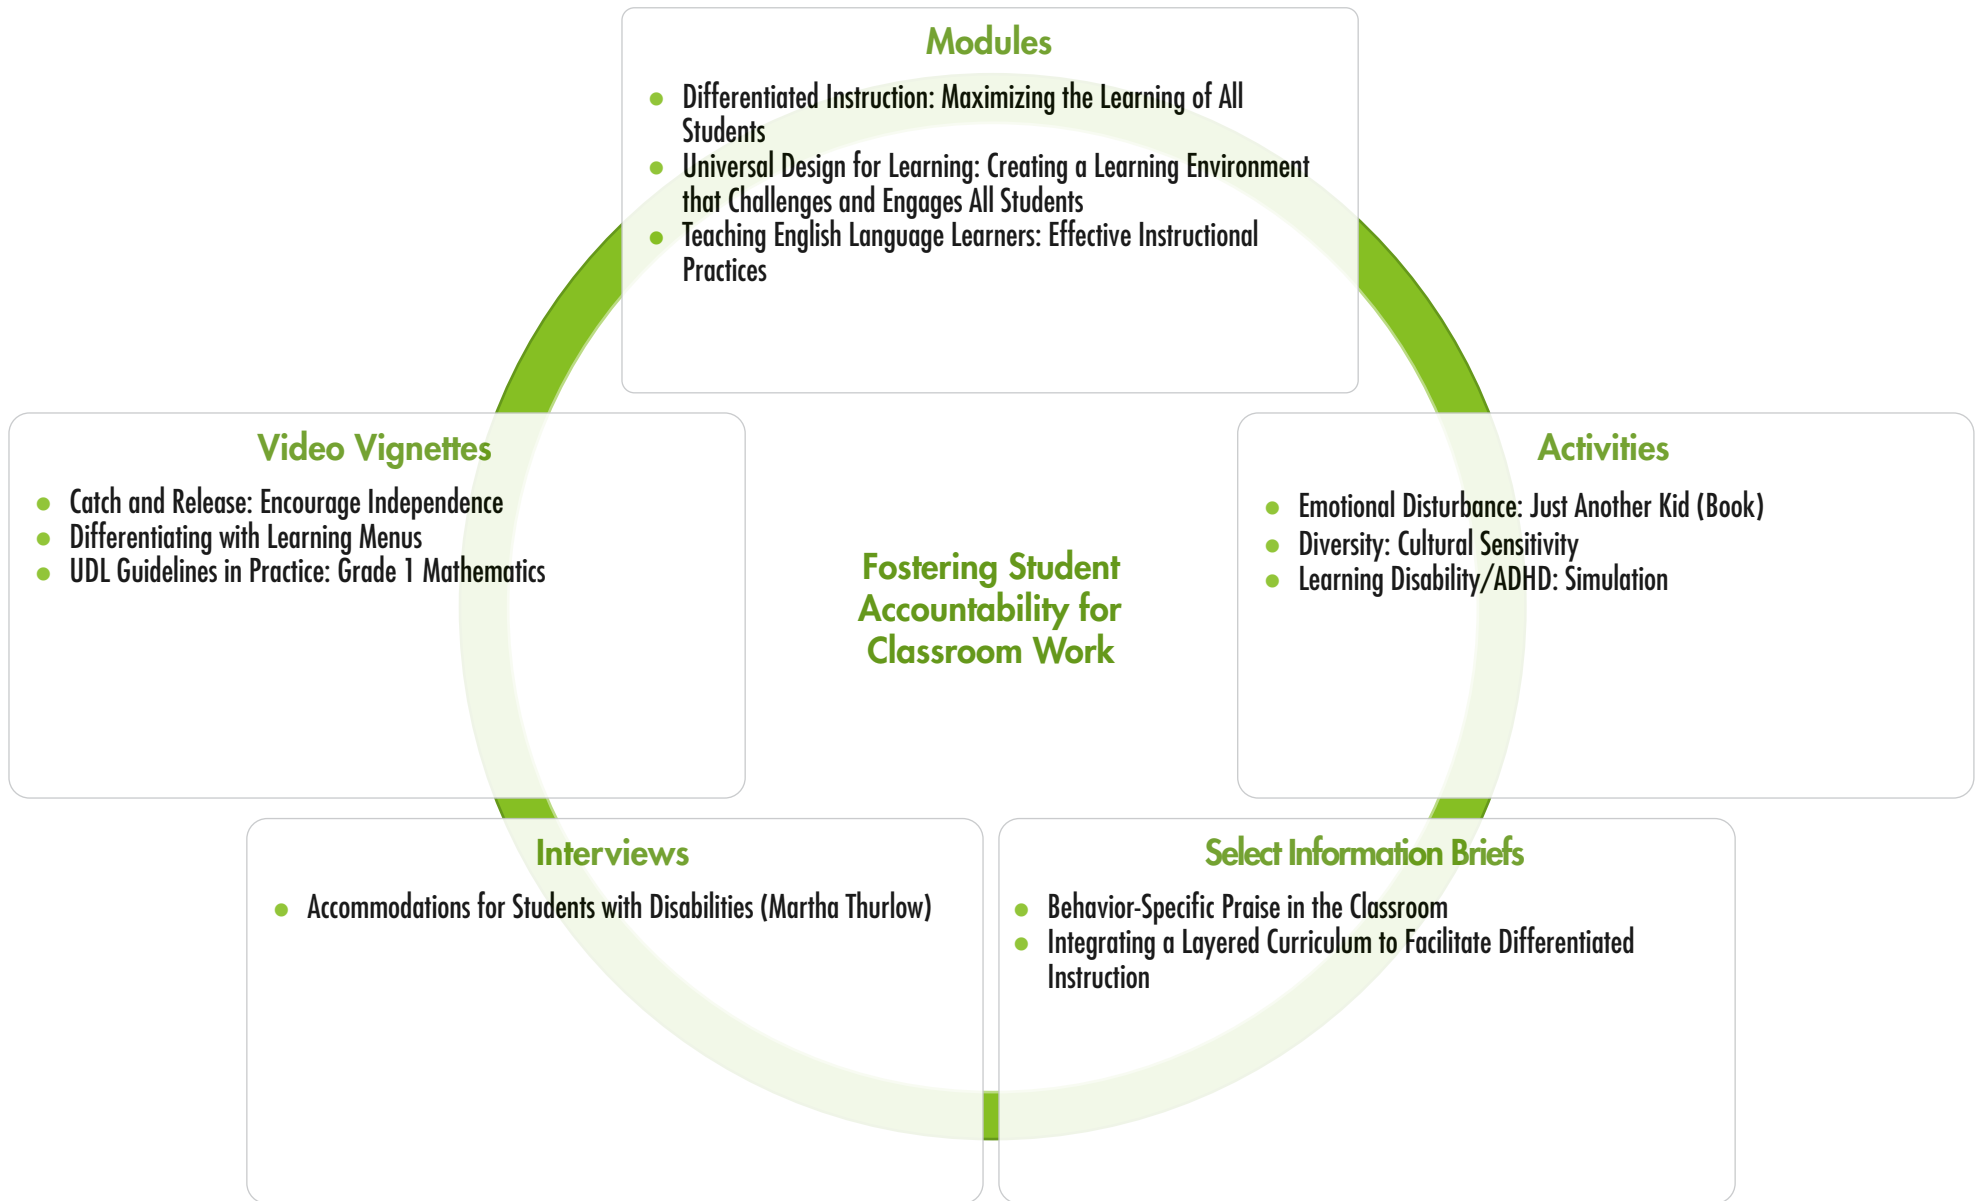 Modules
● Differentiated Instruction: Maximizing the Learning of All
Students
● Universal Design for Learning: Creating a Learning Environment
that Challenges and Engages All Students
● Teaching English Language Learners: Effective Instructional
Practices
Video Vignettes
● Catch and Release: Encourage Independence
● Differentiating with Learning Menus
● UDL Guidelines in Practice: Grade 1 Mathematics
Fostering Student
Accountability for
Classroom Work
Activities
● Emotional Disturbance: Just Another Kid (Book)
● Diversity: Cultural Sensitivity
● Learning Disability/ADHD: Simulation
Interviews
● Accommodations for Students with Disabilities (Martha Thurlow)
Select Information Briefs
● Behavior-Specific Praise in the Classroom
● Integrating a Layered Curriculum to Facilitate Differentiated
Instruction